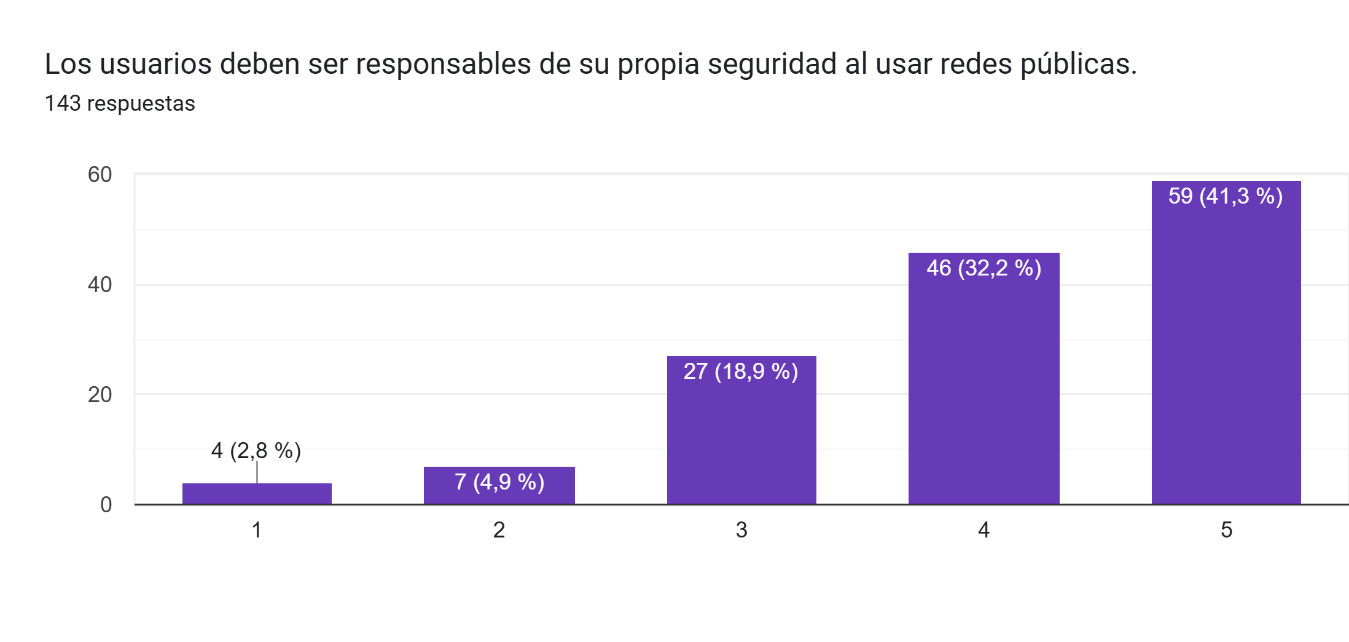 Los usuarios deben ser responsables de su propia seguridad al usar redes públicas.
143 respuestas
60
40
20
0
4 (2,8 %)
7 (4,9 %)
27 (18,9 %)
46 (32,2 %)
59 (41,3 %)
1
2
3
4
5